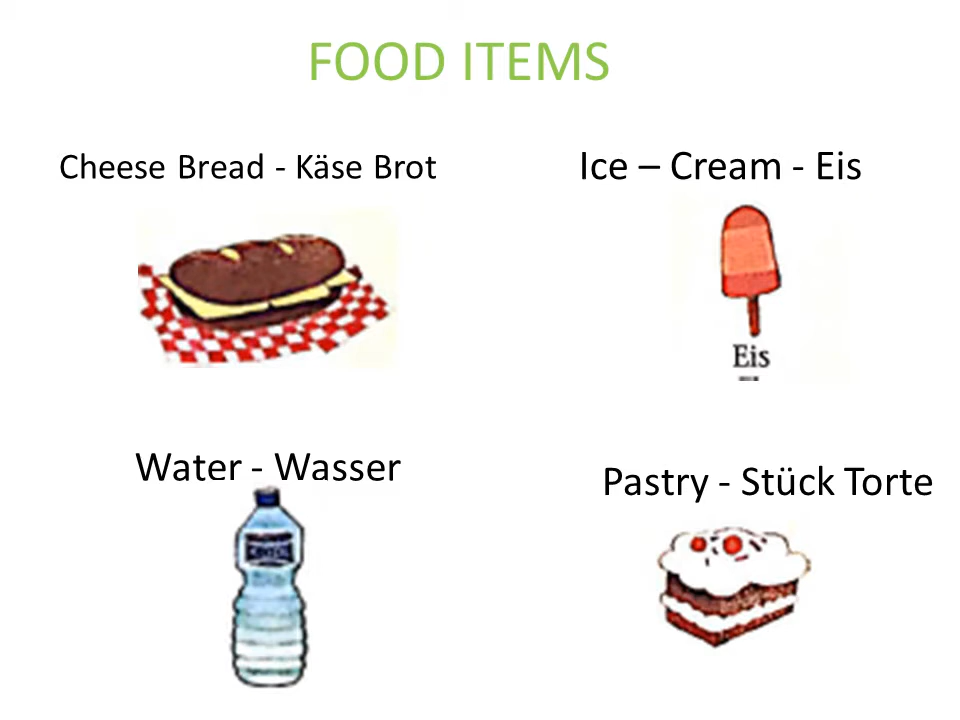 FOOD ITEMS
Cheese Bread - Käse Brot
Ice – Cream - Eis
Eis
Water - Wasser
Pastry - Stück Torte